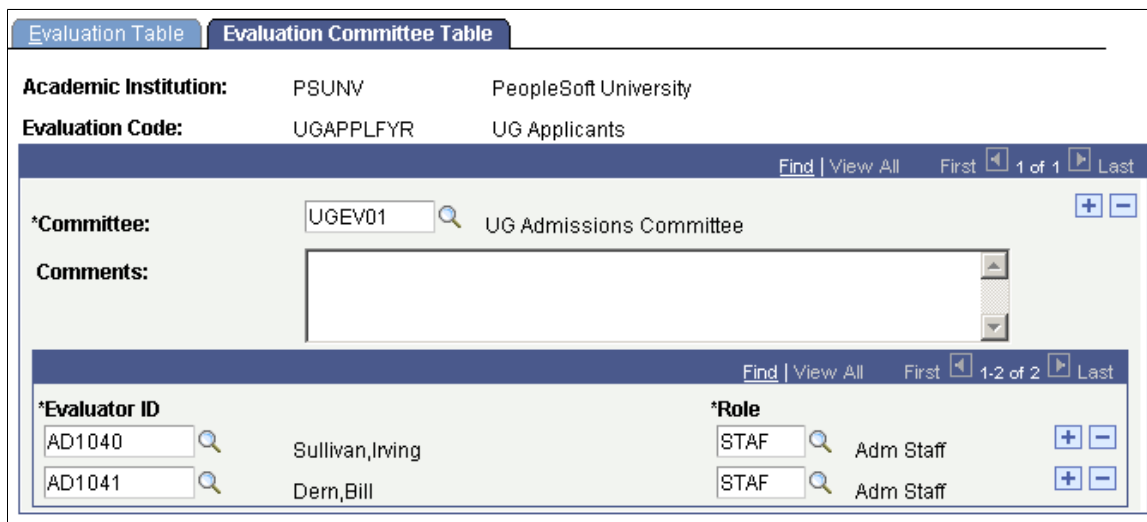 Evaluation Table Evaluation Committee Table
Academic Institution: PSUNV PeopleSoft University
Evaluation Code: UGAPPLFYR UG Applicants
Find | View All First 1 of 1 Last
*Committee: UGEV01 UG Admissions Committee
Comments:
Find | View All First 1-2 of 2 Last
*Evaluator ID *Role
AD1040 Sullivan,Irving STAF Adm Staff
AD1041 Dern,Bill STAF Adm Staff